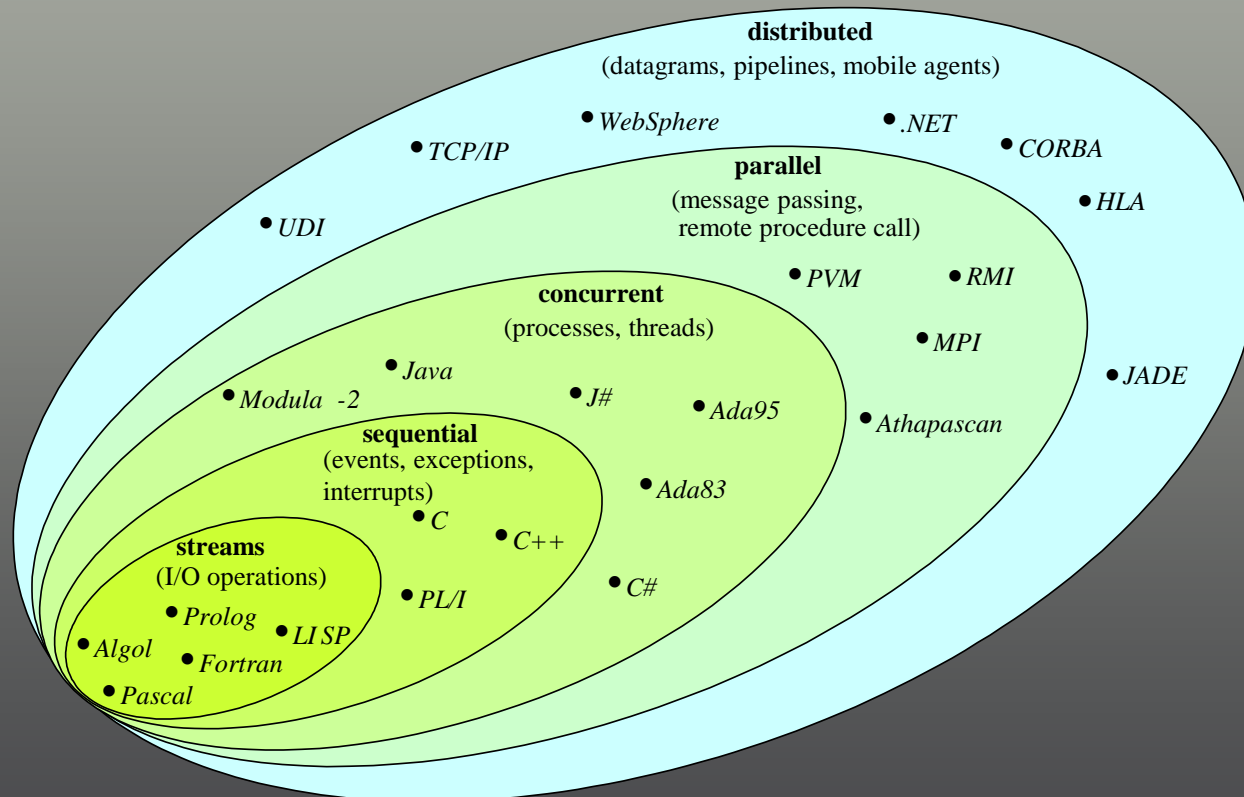 distributed
(datagrams, pipelines, mobile agents)
WebSphere
.NET
TCP/IP
CORBA
UDI
HLA
parallel
(message passing,
remote procedure call)
PVM
RMI
MPI
JADE
Athapascan
concurrent
(processes, threads)
Java
Modula -2
J#
Ada95
Ada83
C#
sequential
(events, exceptions,
interrupts)
C
C++
PL/I
streams
(I/O operations)
Prolog
LISP
Algol
Fortran
Pascal